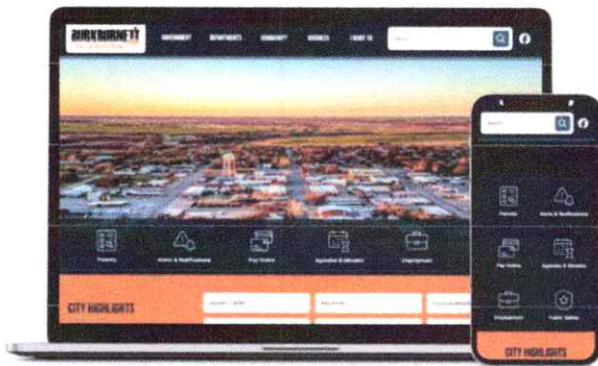 BURKBURNETT
GOVERNMENT DEPARTMENTS COMMUNITY BUSINESS I WANT TO
Search
Permits Alerts & Notifications Pay Online Agendas & Minutes Employment
CITY HIGHLIGHTS
Search
Permits Alerts & Notifications
Pay Online Agendas & Minutes
Employment Public Safety
CITY HIGHLIGHTS